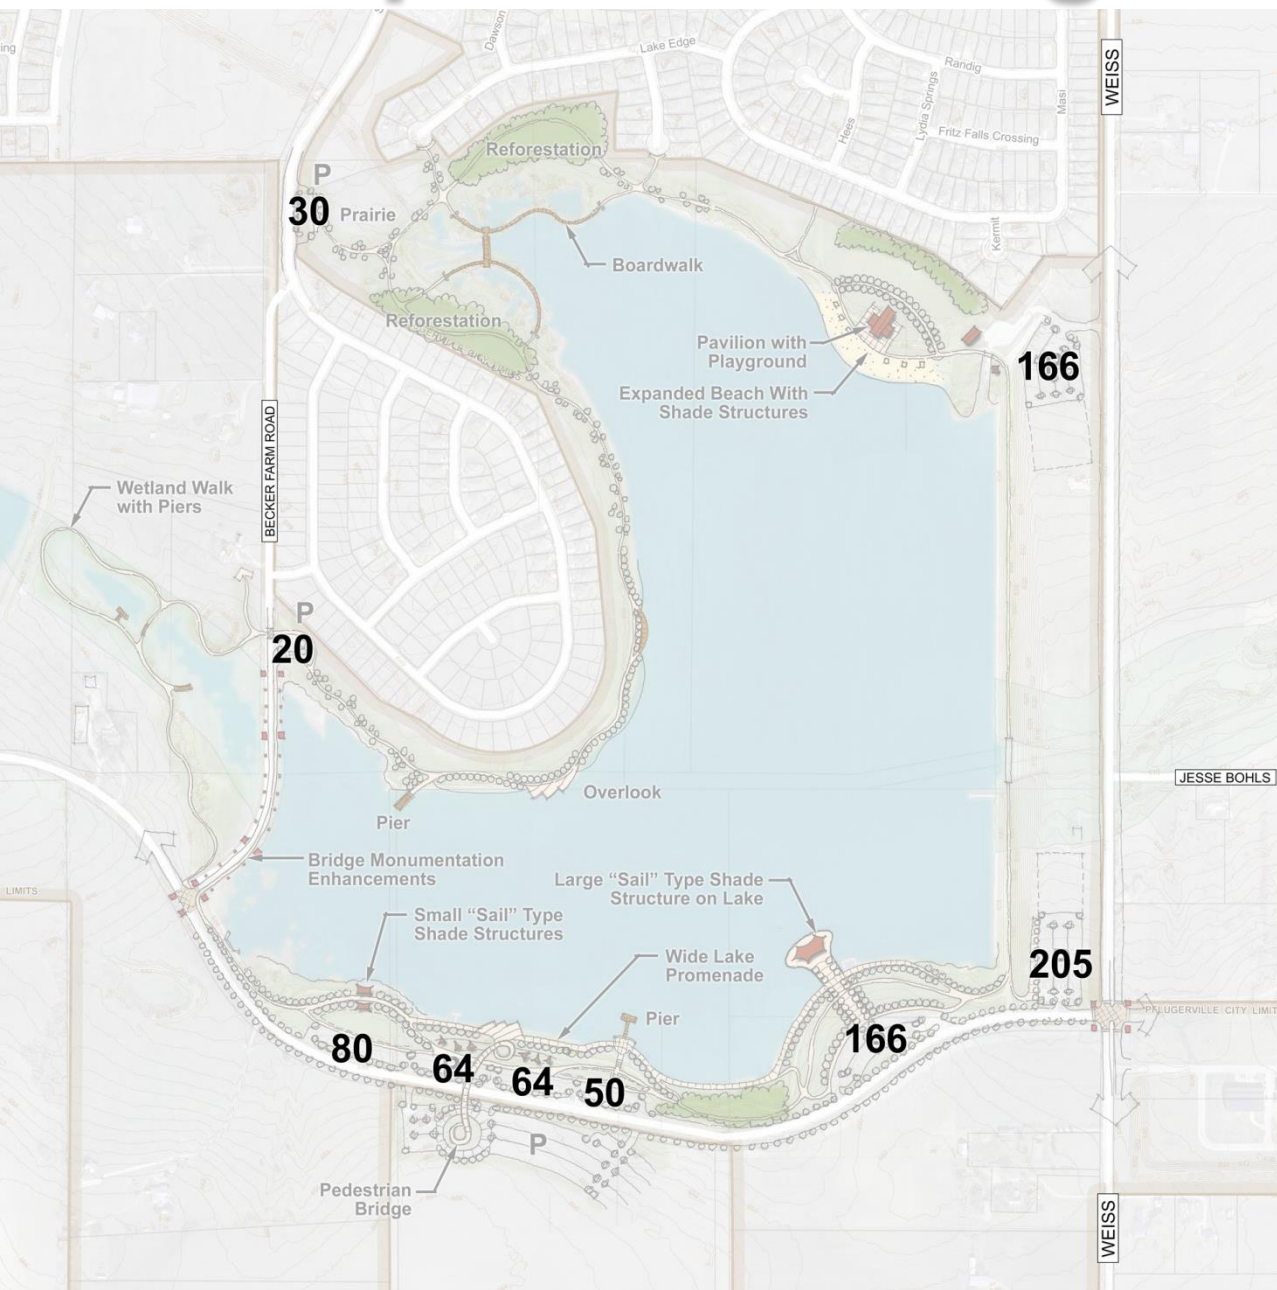 Dawson
Lake Edge
Randig
WEISS
Masi
Lydia Springs
Hees
Fritz Falls Crossing
Reforestation
P
30
Prairie
Kermit
Boardwalk
Reforestation
Pavilion with
Playground
166
Expanded Beach With
Shade Structures
BECKER FARM ROAD
Wetland Walk
with Piers
P
20
JESSE BOHLS
Overlook
Pier
Bridge Monumentation
Enhancements
Large “Sail” Type Shade
Structure on Lake
LIMITS
Small “Sail” Type
Shade Structures
Wide Lake
Promenade
205
Pier
PFLUGERVILLE CITY LIMIT
166
80
64
64
50
P
Pedestrian
Bridge
WEISS